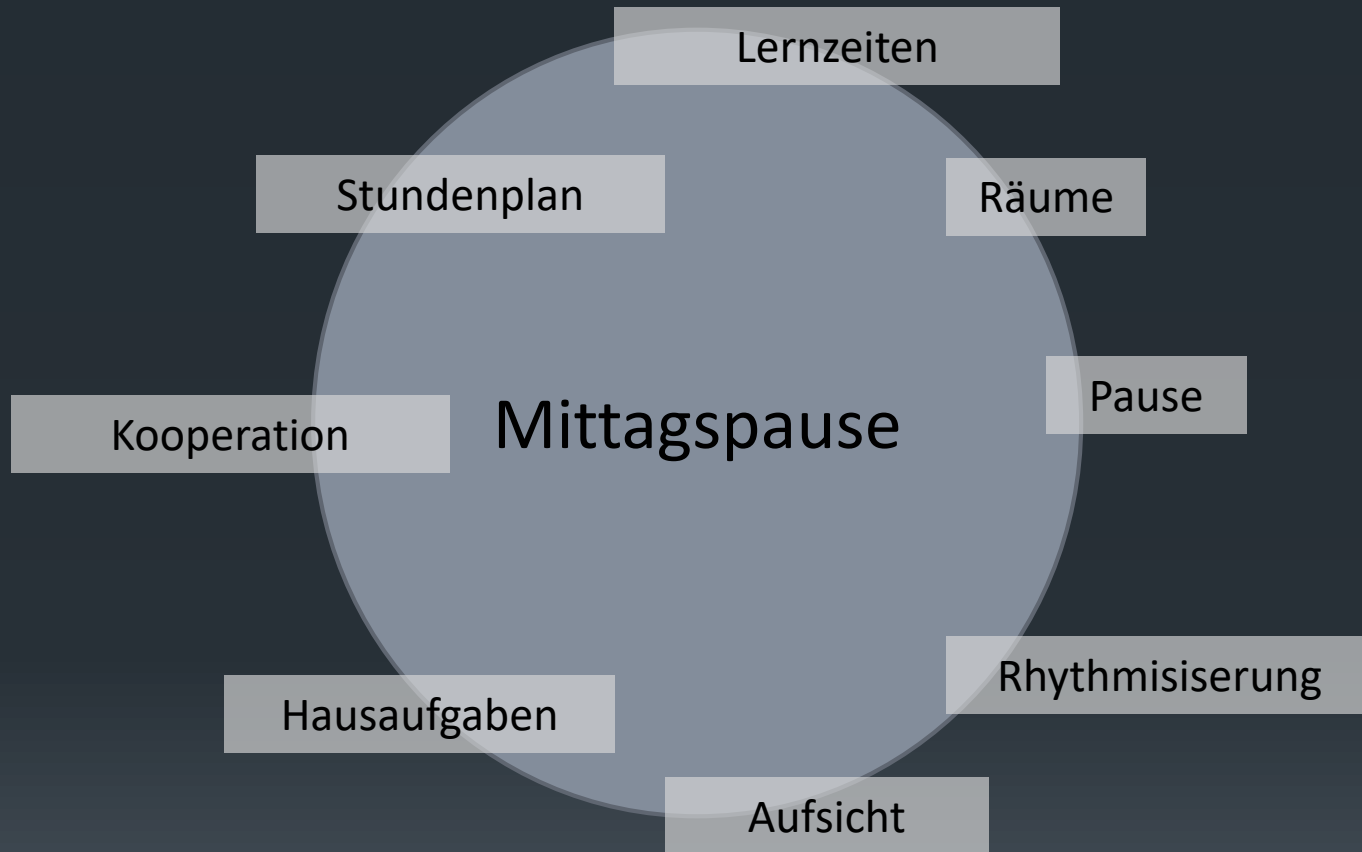 Lernzeiten
Stundenplan
Räume
Pause
Kooperation
Mittagspause
Rhythmisiserung
Hausaufgaben
Aufsicht